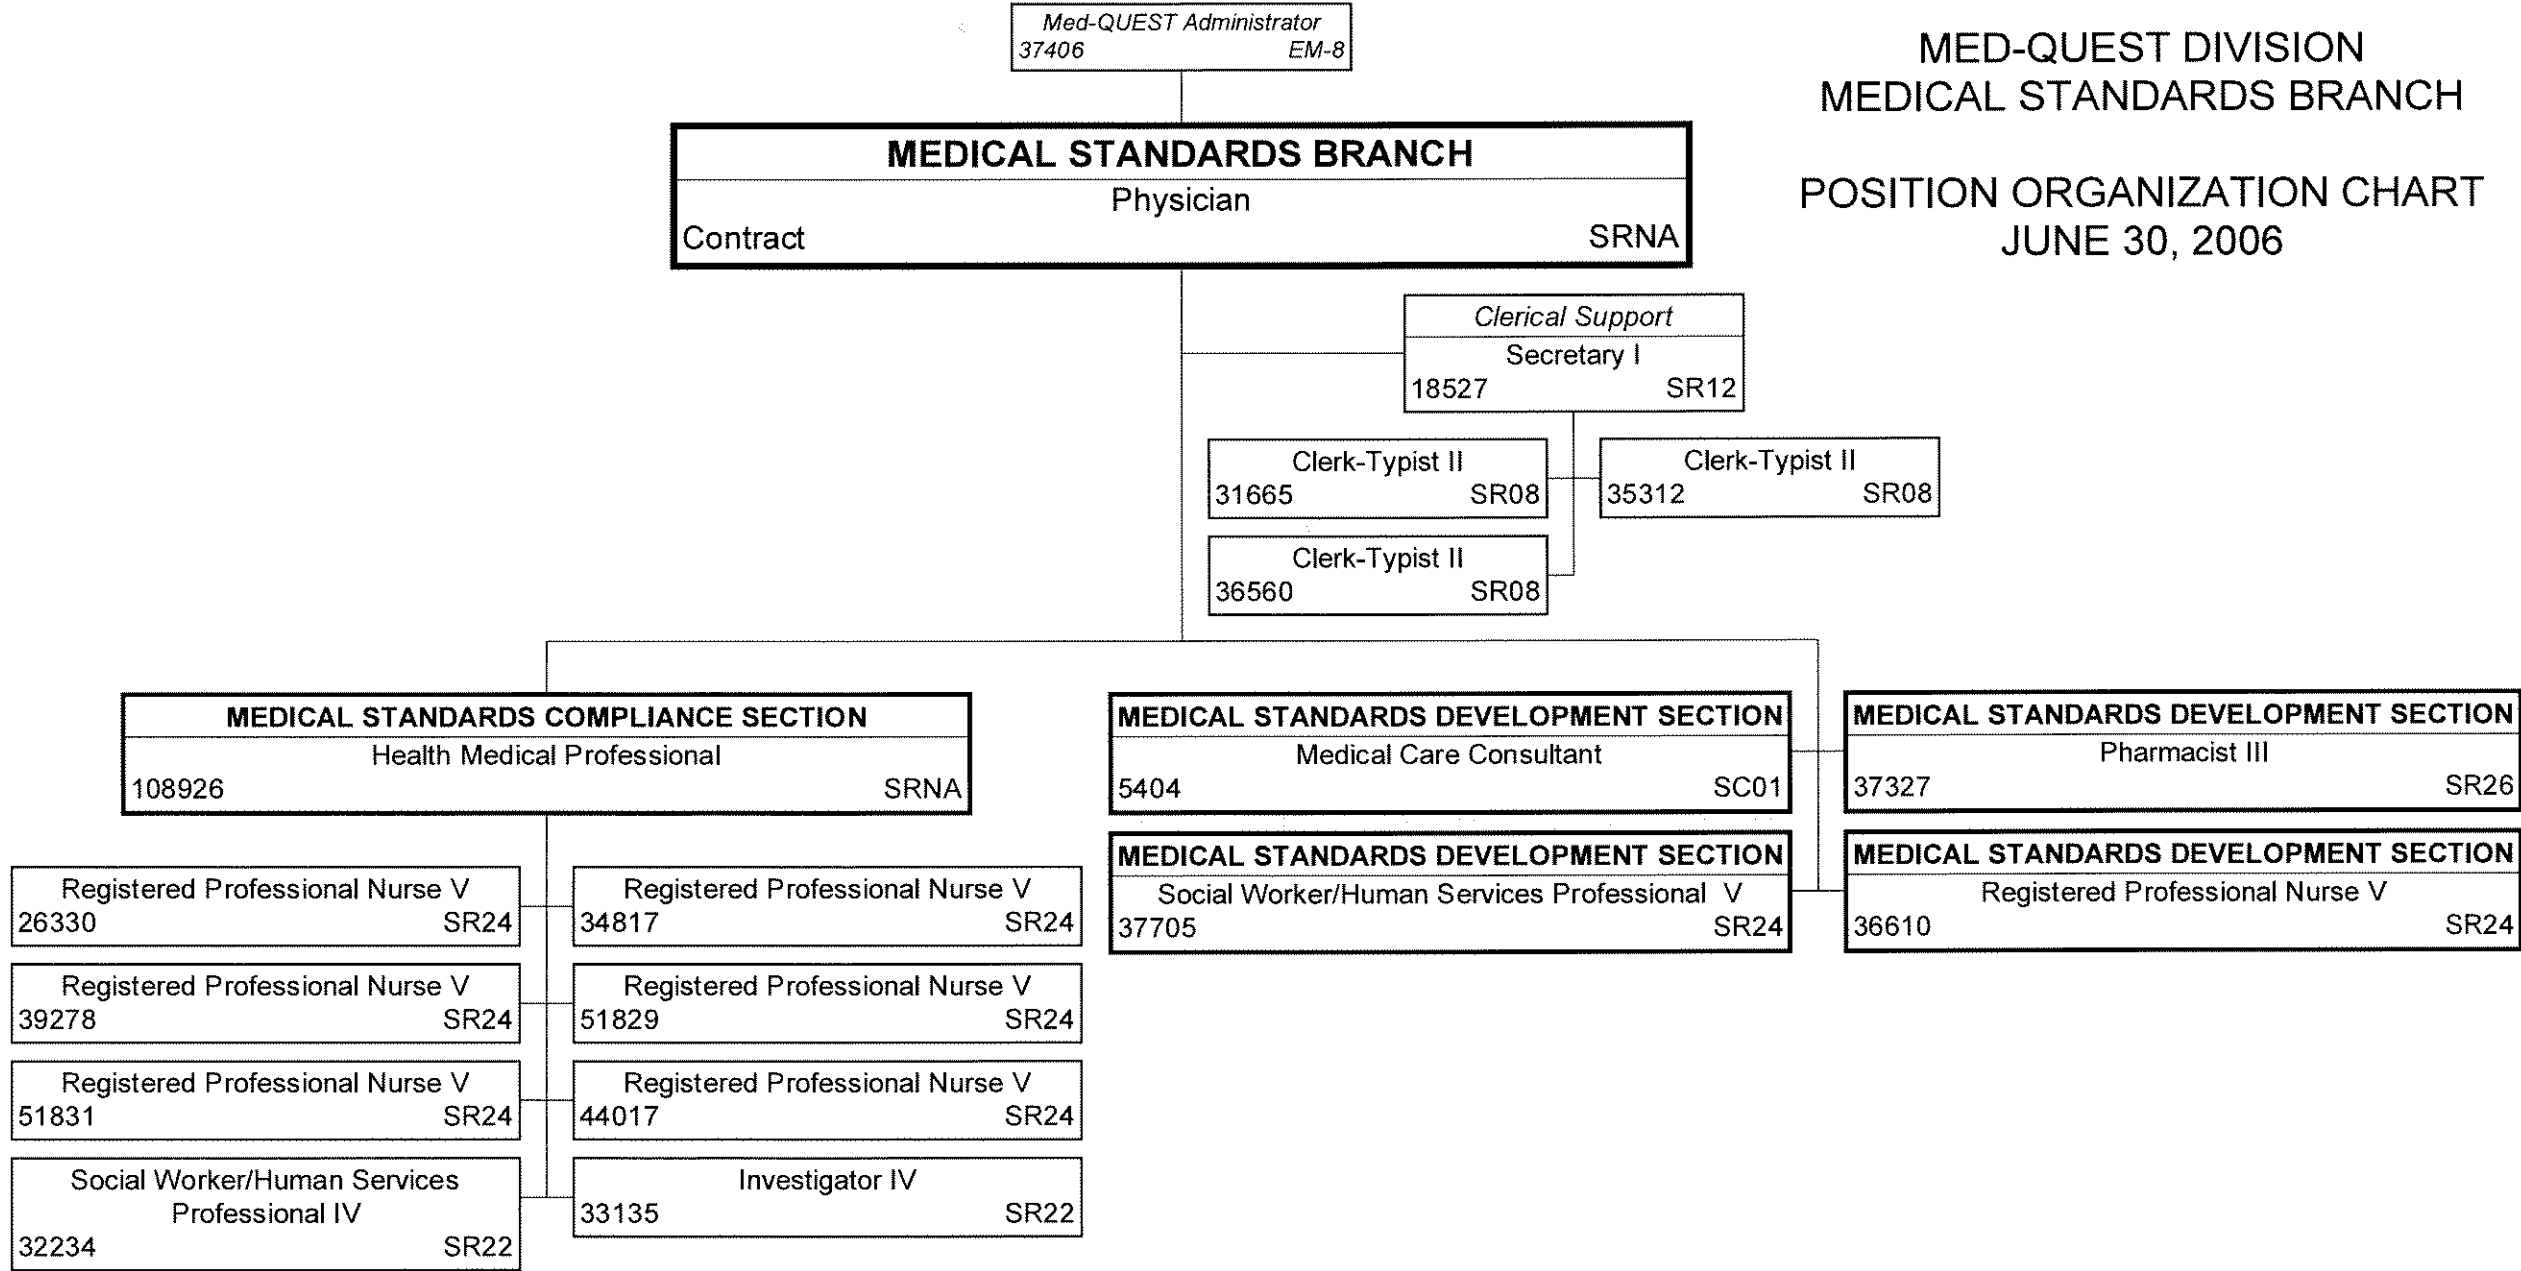 Med-QUEST Administrator
37406 EM-8
MED-QUEST DIVISION
MEDICAL STANDARDS BRANCH
POSITION ORGANIZATION CHART
JUNE 30, 2006
MEDICAL STANDARDS BRANCH
Physician
Contract SRNA
Clerical Support
Secretary I
18527 SR12
Clerk-Typist II
31665 SR08
Clerk-Typist II
35312 SR08
Clerk-Typist II
36560 SR08
MEDICAL STANDARDS COMPLIANCE SECTION
Health Medical Professional
108926 SRNA
Registered Professional Nurse V
26330 SR24
Registered Professional Nurse V
34817 SR24
Registered Professional Nurse V
39278 SR24
Registered Professional Nurse V
51829 SR24
Registered Professional Nurse V
51831 SR24
Registered Professional Nurse V
44017 SR24
Social Worker/Human Services
Professional IV
32234 SR22
Investigator IV
33135 SR22
MEDICAL STANDARDS DEVELOPMENT SECTION
Medical Care Consultant
5404 SC01
MEDICAL STANDARDS DEVELOPMENT SECTION
Pharmacist III
37327 SR26
MEDICAL STANDARDS DEVELOPMENT SECTION
Social Worker/Human Services Professional V
37705 SR24
MEDICAL STANDARDS DEVELOPMENT SECTION
Registered Professional Nurse V
36610 SR24